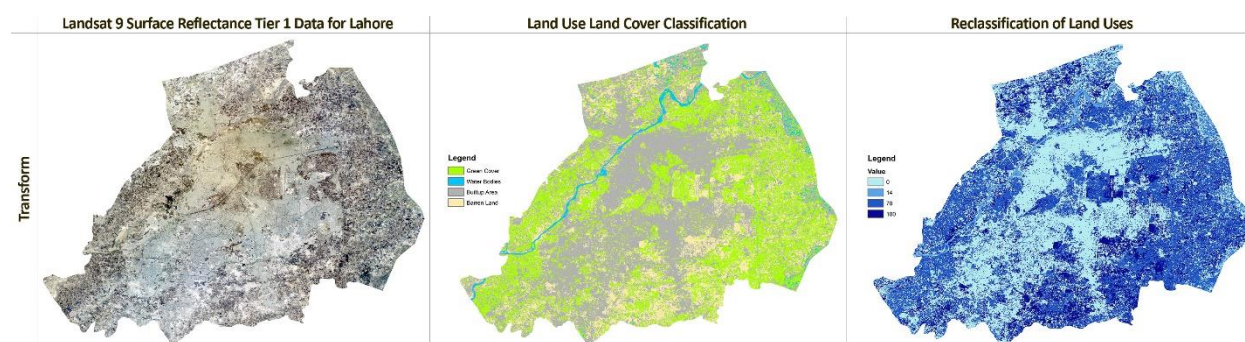 Landsat 9 Surface Reflectance Tier 1 Data for Lahore
Land Use Land Cover Classification
Reclassification of Land Uses
Transform
Legend
Green Cover
Water Bodies
Builtup Area
Barren Land
Legend
Value
0
14
78
100